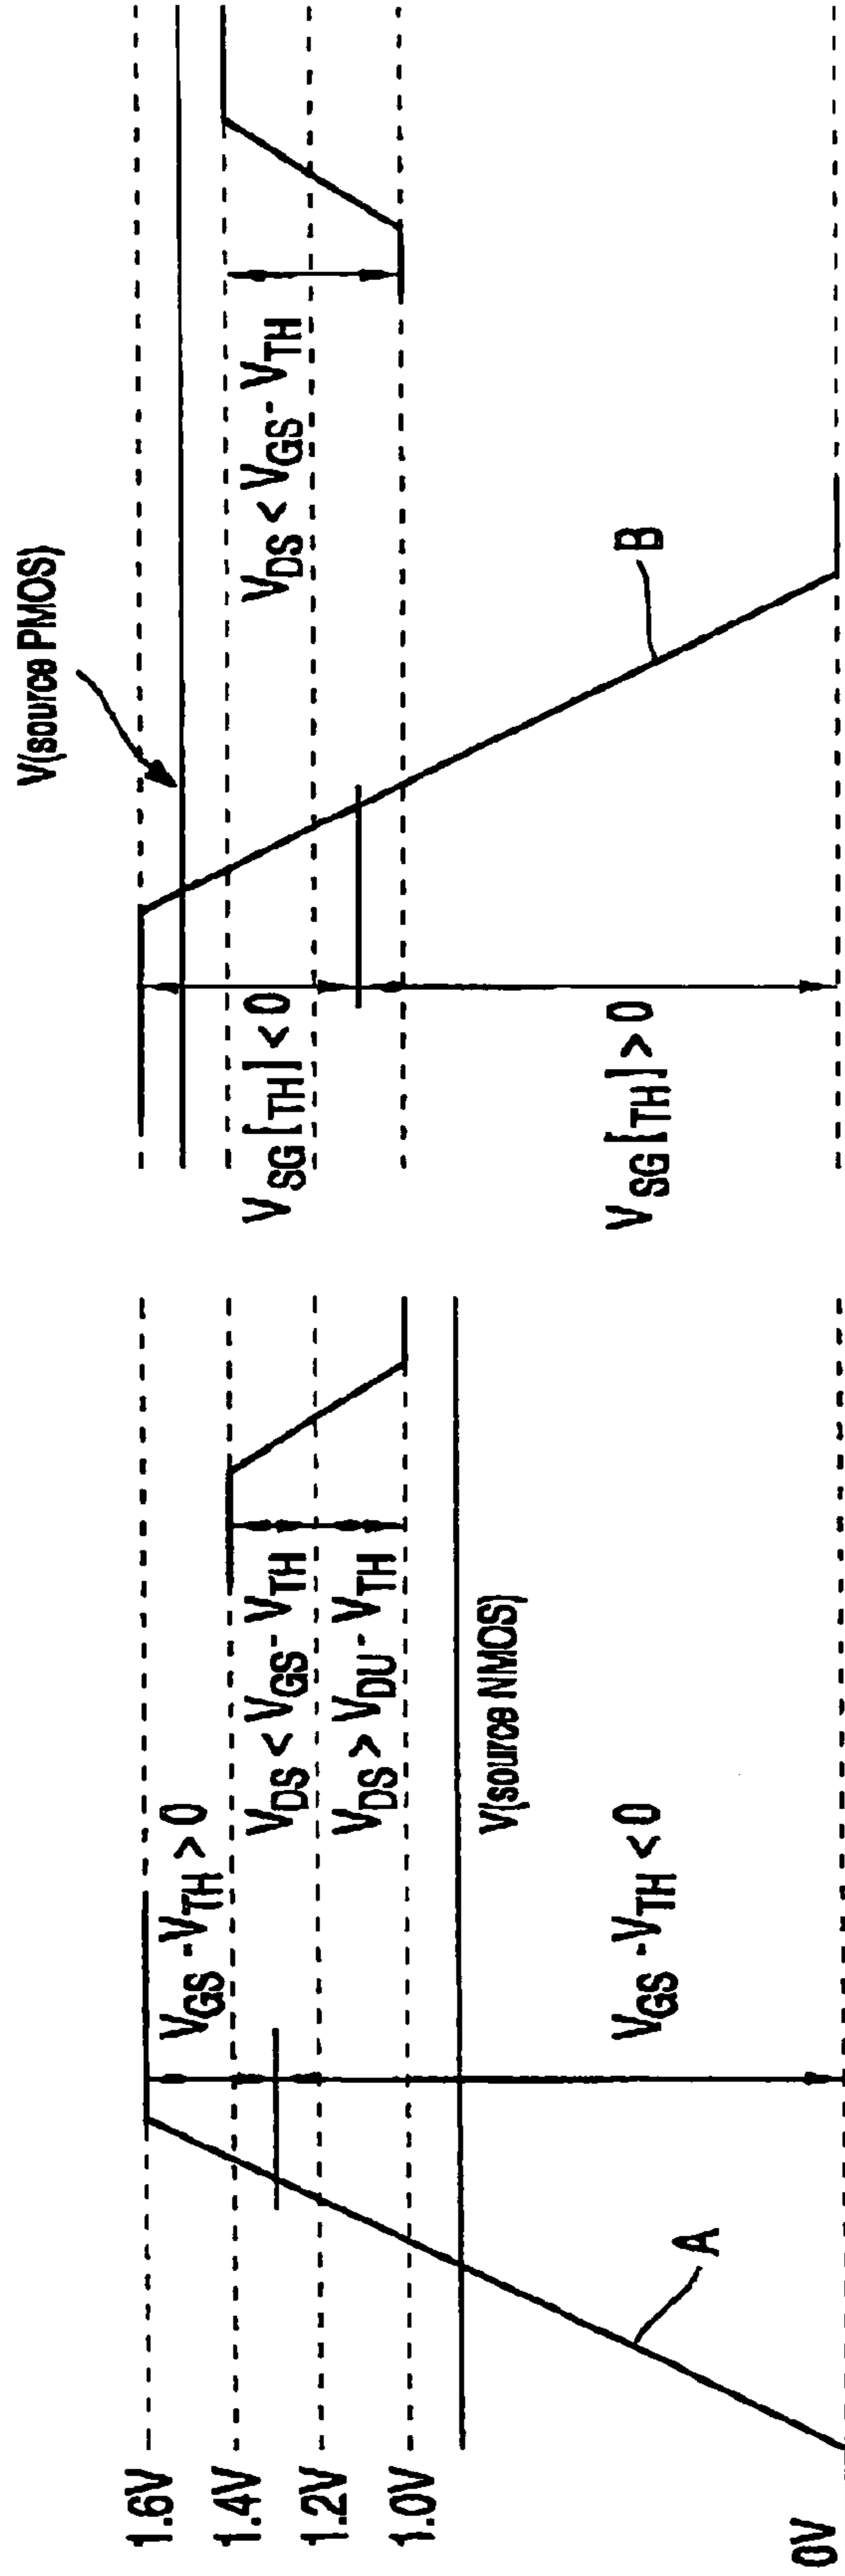 1.6V
1.4V
1.2V
1.0V
0V
A
VGS - VTH > 0
VDS < VGS - VTH
VDS > VDU - VTH
V(source NMOS)
VGS - VTH < 0
V(source PMOS)
VSG [TH] < 0
VSG [TH] > 0
B
VDS < VGS - VTH